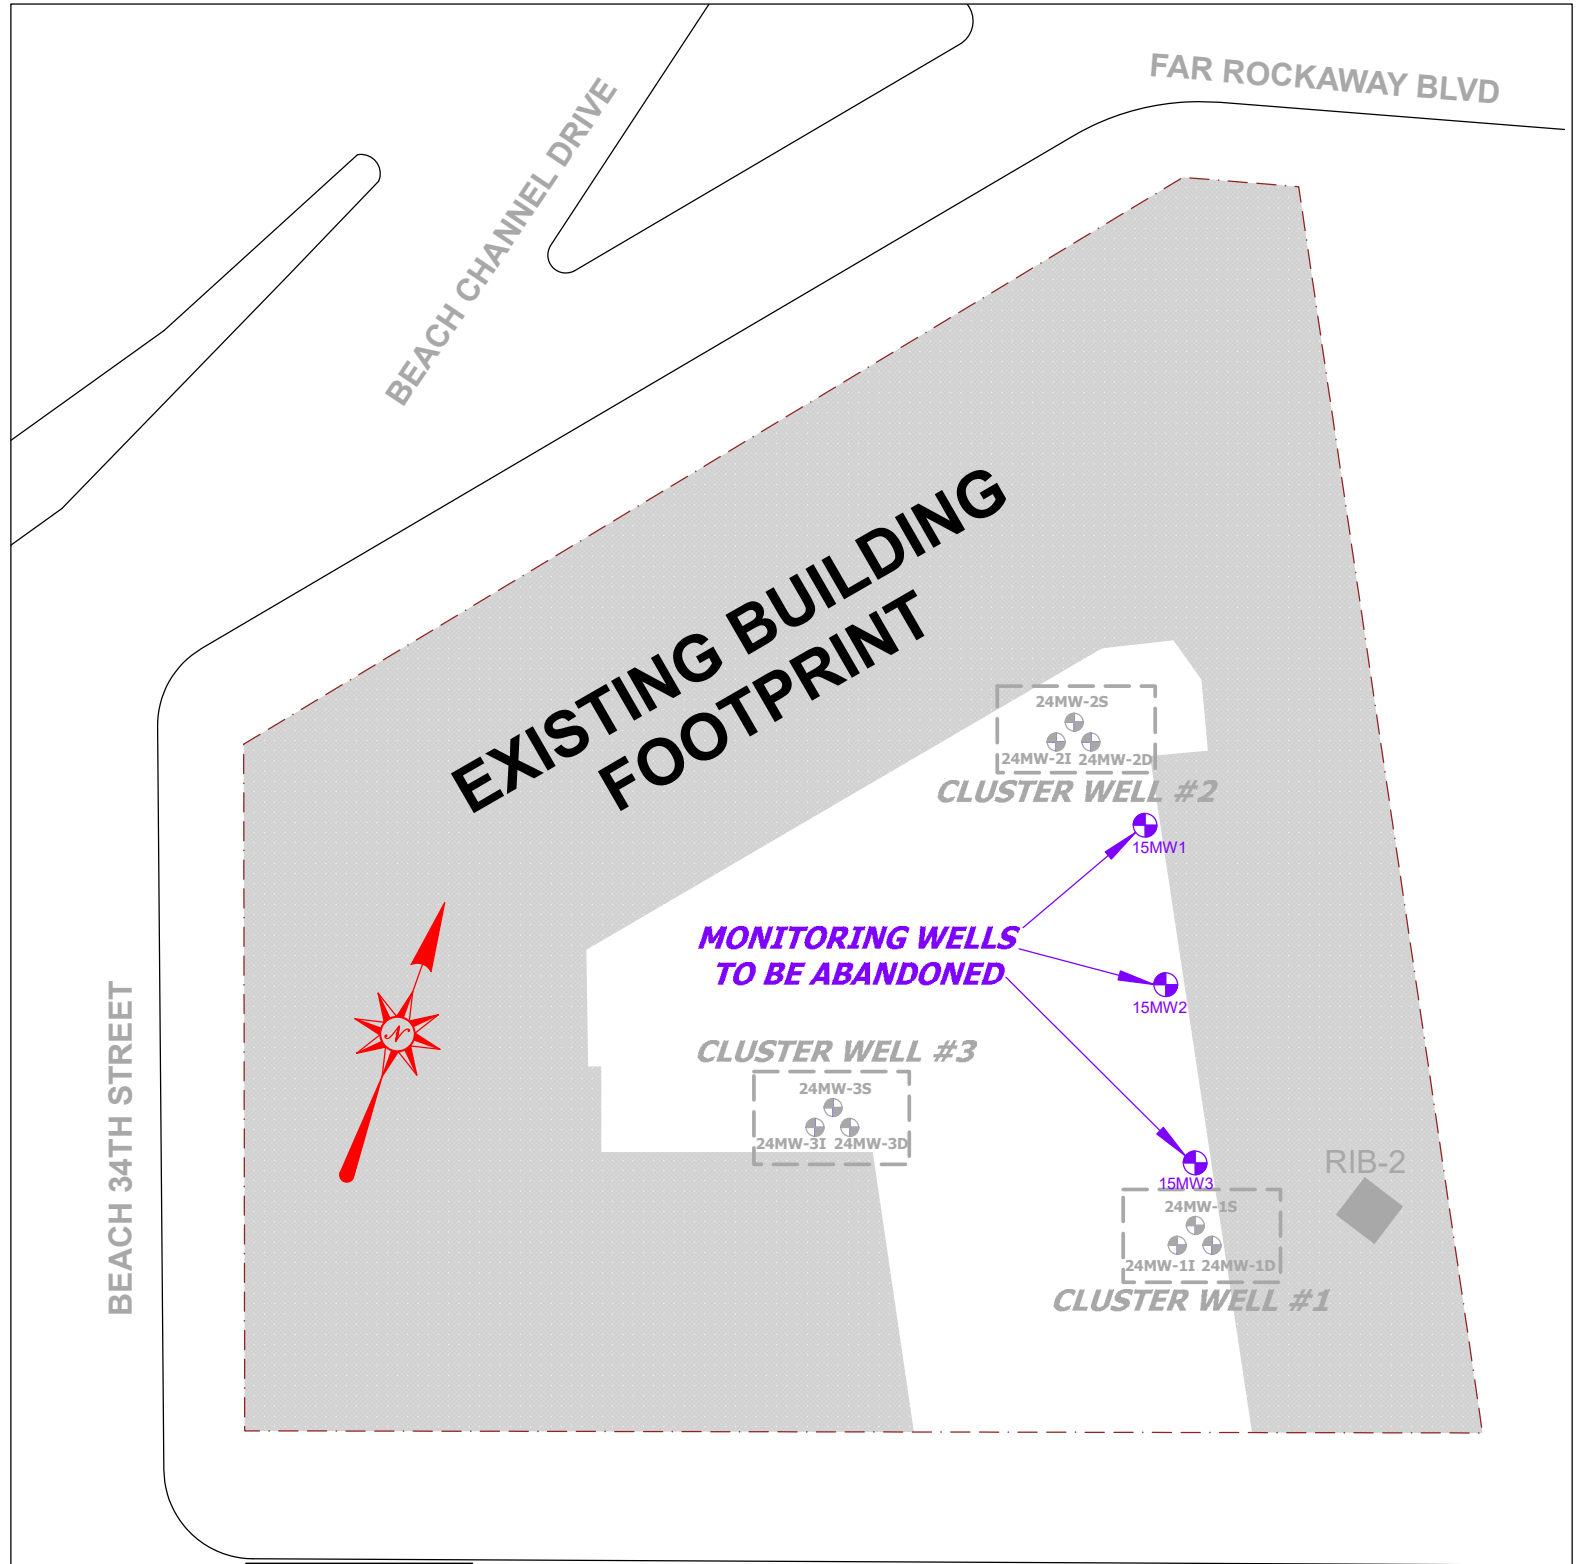 FAR ROCKAWAY BLVD
BEACH CHANNEL DRIVE
EXISTING BUILDING
FOOTPRINT
24MW-2S
24MW-2I 24MW-2D
CLUSTER WELL #2
15MW1
MONITORING WELLS
TO BE ABANDONED
15MW2
N
CLUSTER WELL #3
24MW-3S
24MW-3I 24MW-3D
BEACH 34TH STREET
RIB-2
15MW3
24MW-1S
24MW-1I 24MW-1D
CLUSTER WELL #1